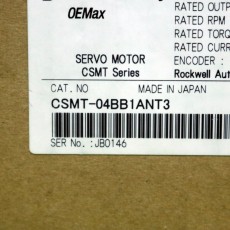 OEMax
RATED OUTP
RATED RPM
RATED TORQ
RATED CURR
SERVO MOTOR
ENCODER :
CSMT Series
Rockwell Aut
CAT. NO
MADE IN JAPAN
CSMT-04BB1ANT3
SER No. :JB0146